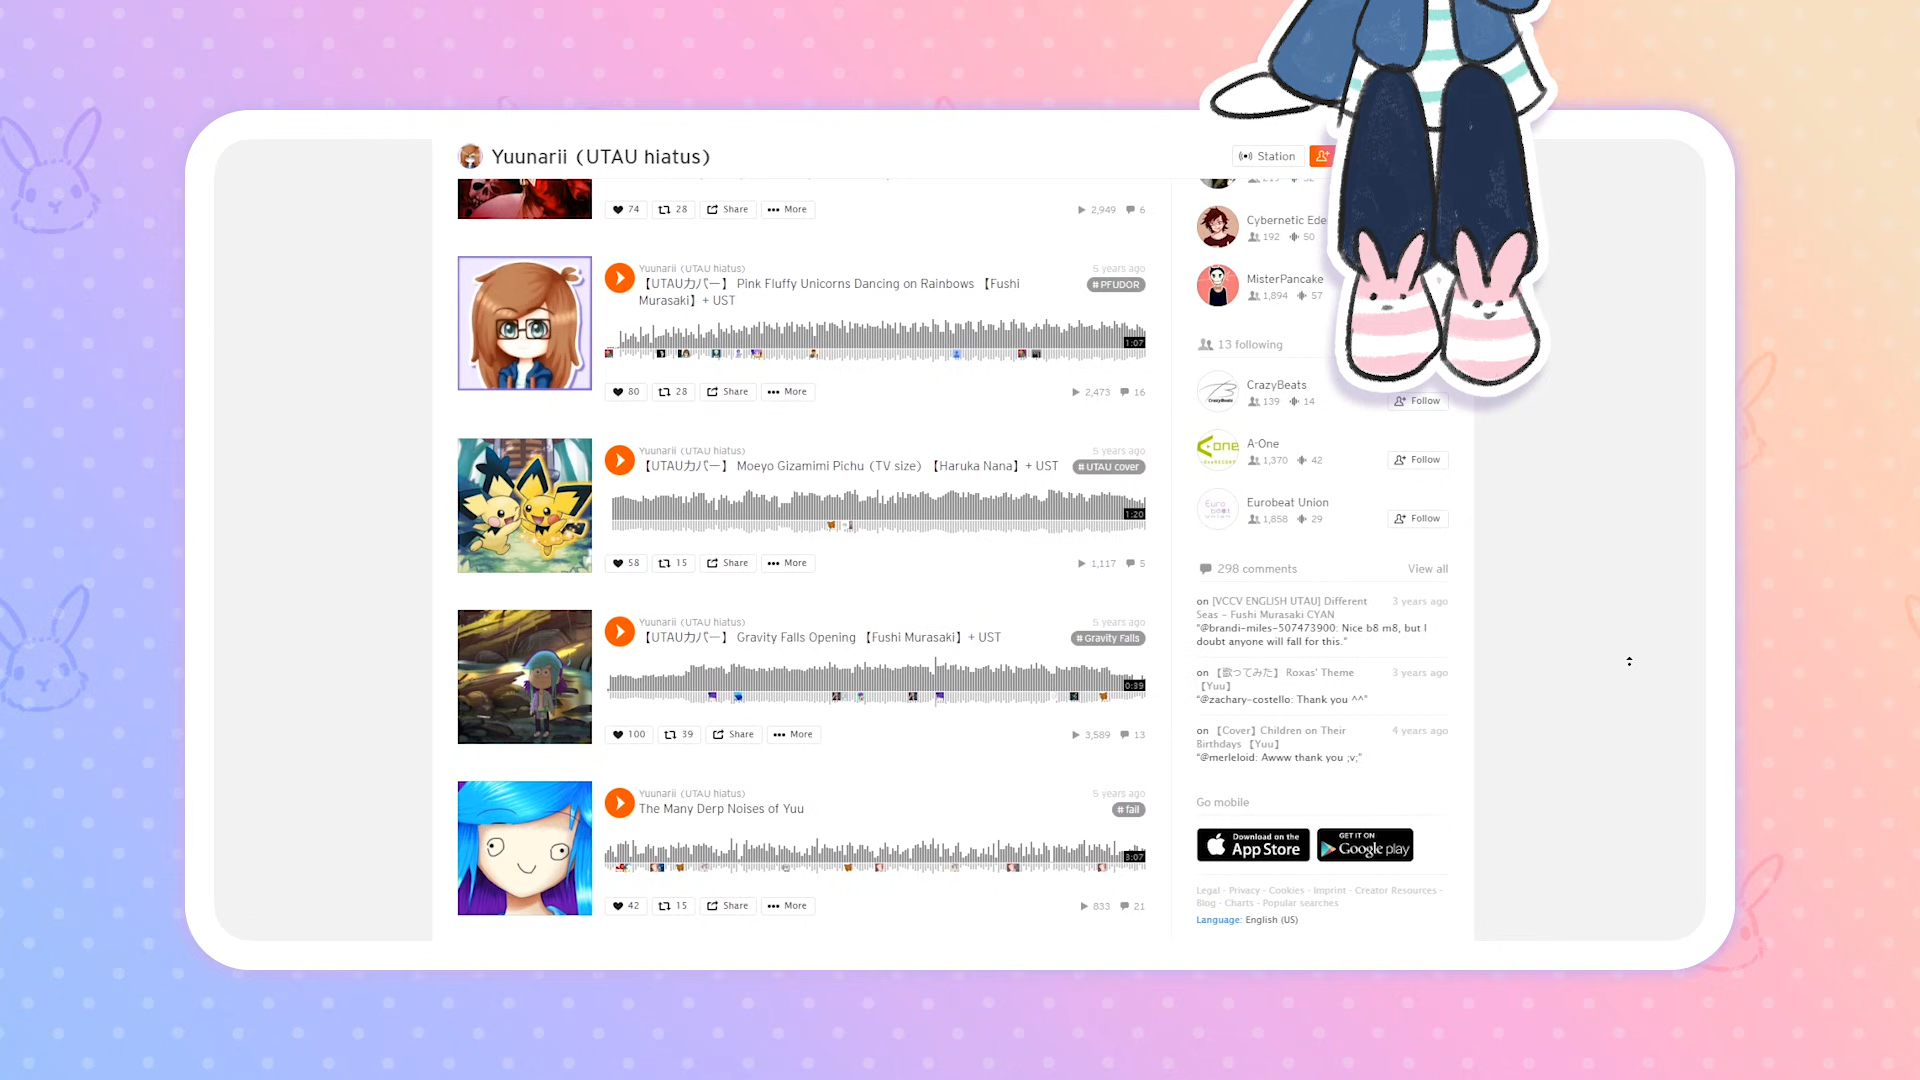 Yuunarii (UTAU hiatus)
Station
74 28 Share More 2,949 6
Yuunarii (UTAU hiatus) 5 years ago
【UTAUカバー】 Pink Fluffy Unicorns Dancing on Rainbows 【Fushi
Murasaki】+ UST
# PFUDOR
1:07
80 28 Share More 2,473 16
Yuunarii (UTAU hiatus) 5 years ago
【UTAUカバー】 Moeyo Gizamimi Pichu (TV size) 【Haruka Nana】+ UST
# UTAU cover
1:20
58 15 Share More 1,117 5
Yuunarii (UTAU hiatus) 5 years ago
【UTAUカバー】 Gravity Falls Opening 【Fushi Murasaki】+ UST
# Gravity Falls
0:39
100 39 Share More 3,589 13
Yuunarii (UTAU hiatus) 5 years ago
The Many Derp Noises of Yuu
# fail
3:07
42 15 Share More 833 21
Cybernetic Ede
192 50
MisterPancake
1,894 57
13 following
CrazyBeats
139 14 Follow
A-One
1,370 42 Follow
Eurobeat Union
1,858 29 Follow
298 comments View all
on [VCCV ENGLISH UTAU] Different 3 years ago
Seas - Fushi Murasaki CYAN
"@brandi-miles-507473900: Nice b8 m8, but I
doubt anyone will fall for this."
on 【歌ってみた】 Roxas' Theme 3 years ago
【Yuu】
"@zachary-costello: Thank you ^^"
on 【Cover】Children on Their 4 years ago
Birthdays 【Yuu】
"@merleloid: Awww thank you ;v;"
Go mobile
Download on the
App Store
GET IT ON
Google play
Legal - Privacy - Cookies - Imprint - Creator Resources -
Blog - Charts - Popular searches
Language: English (US)